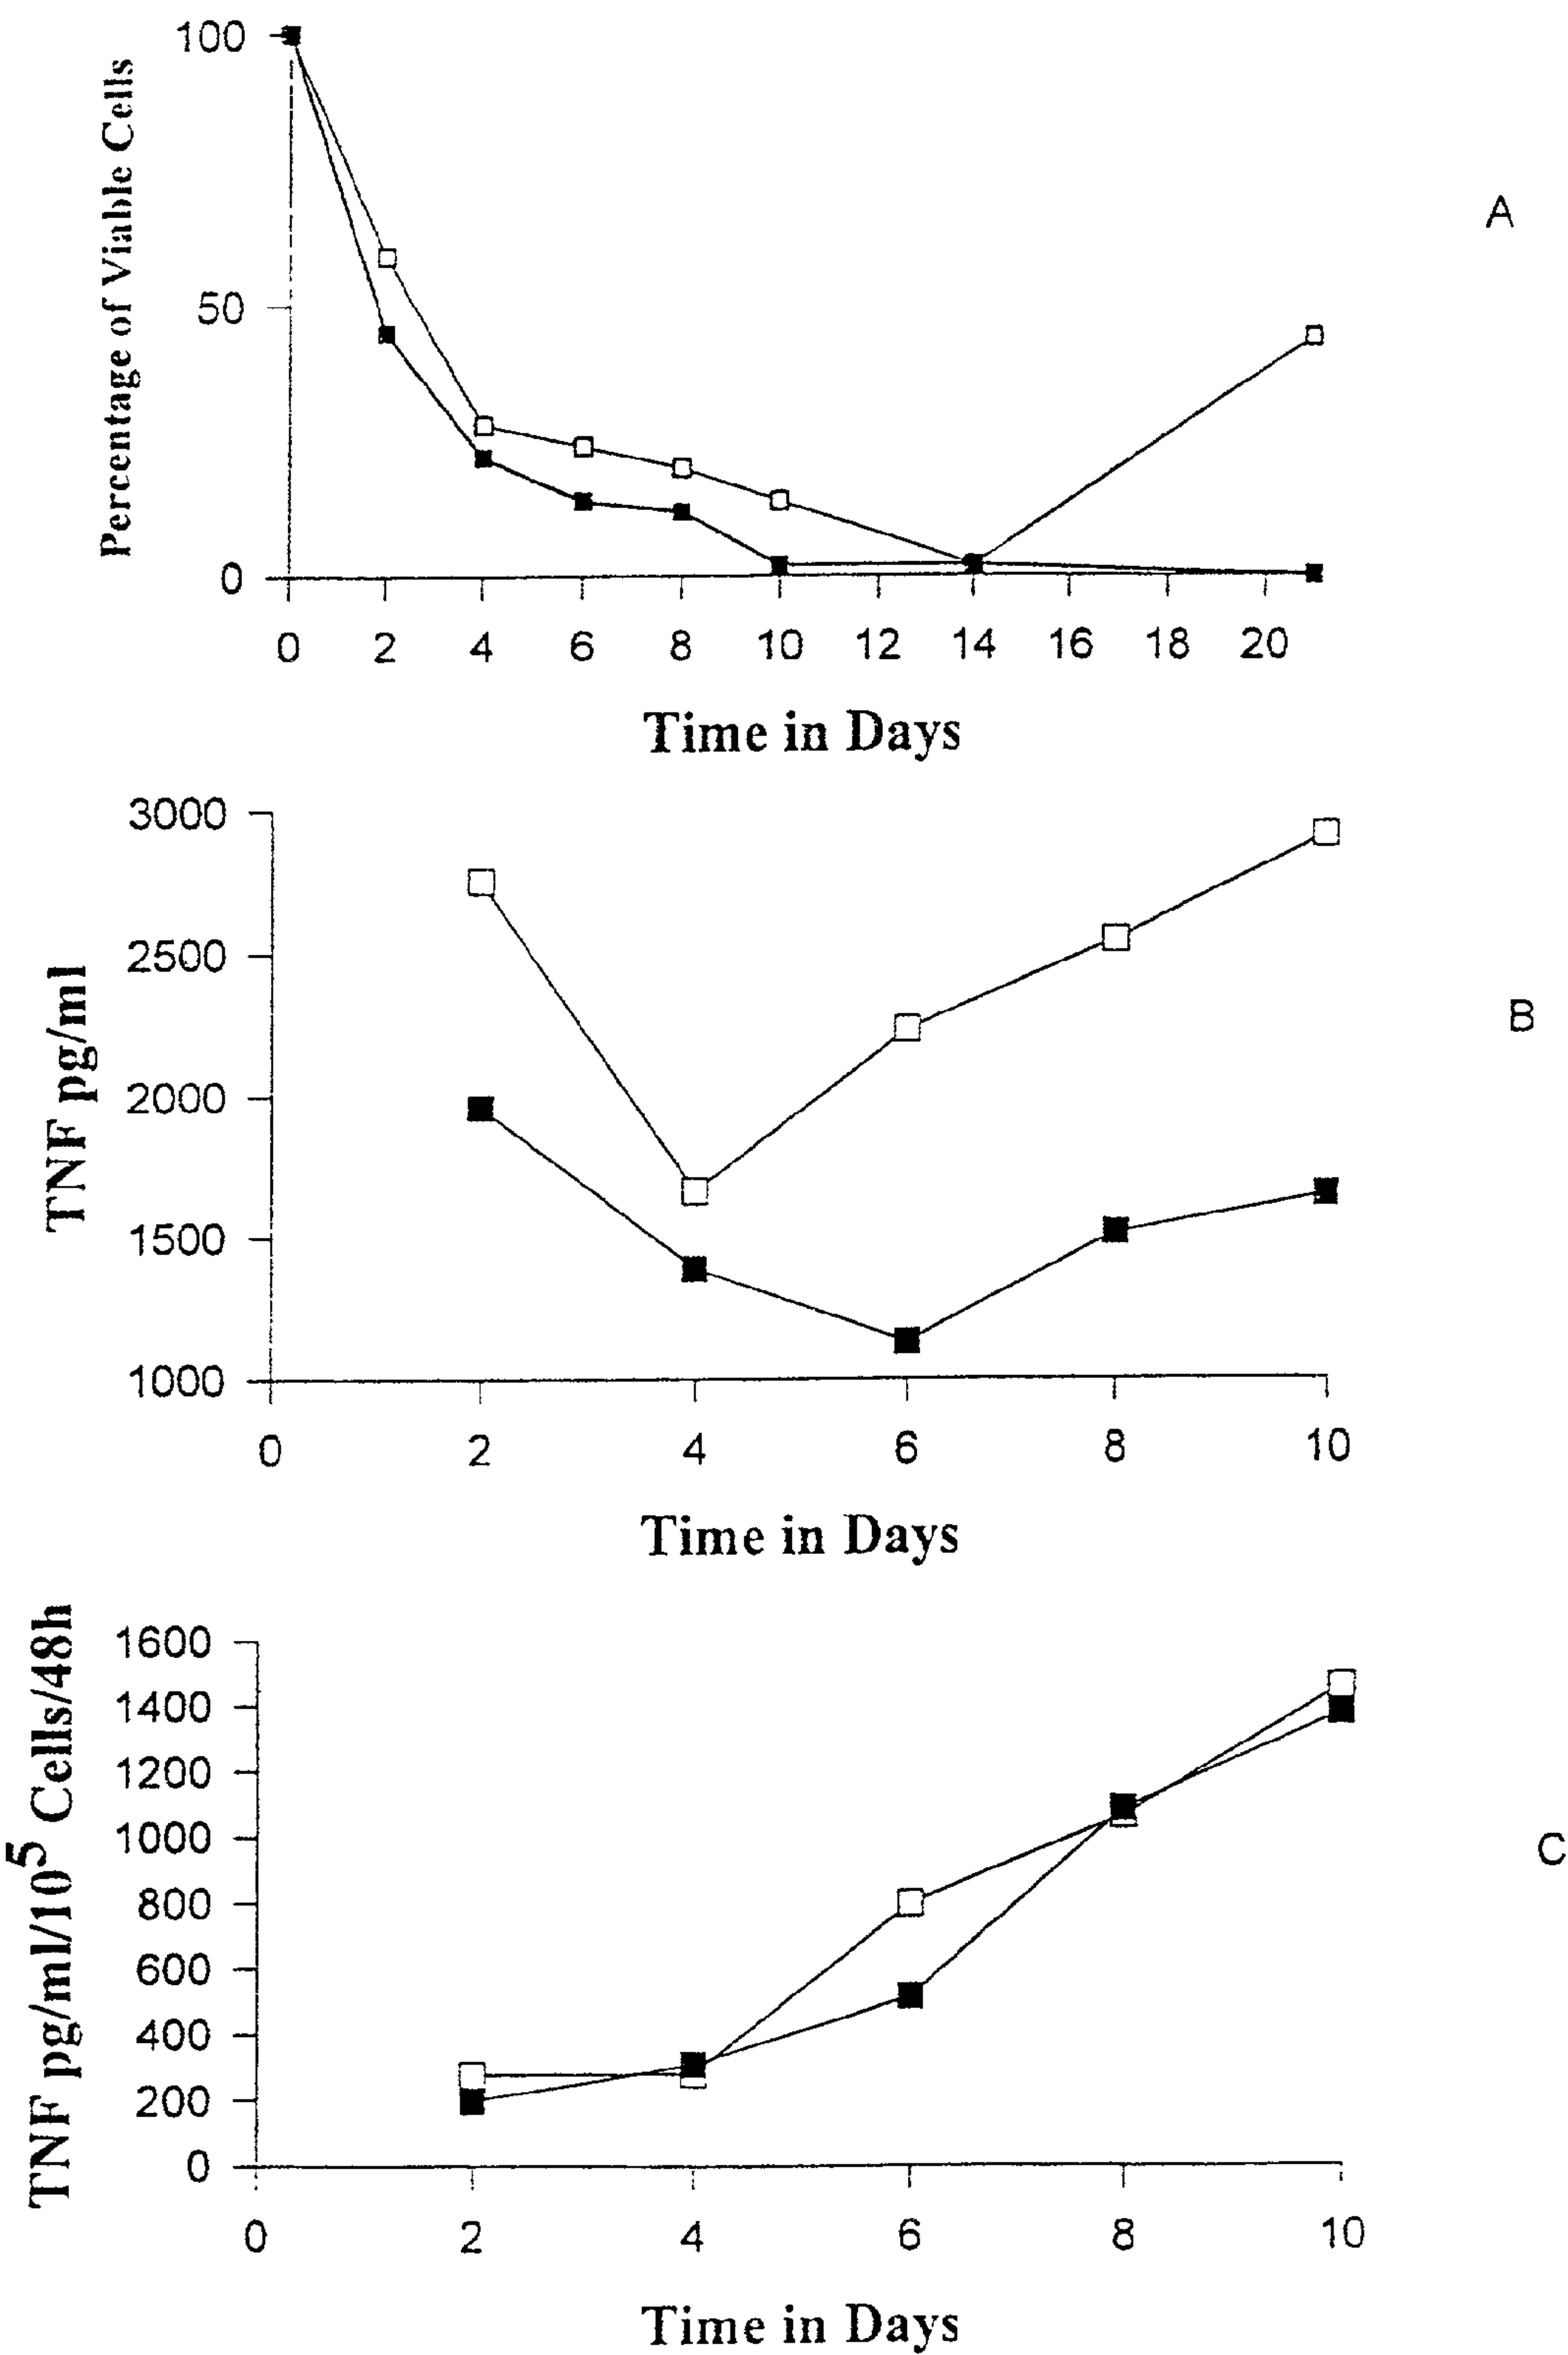 100
50
0
Percentage of Viable Cells
A
0 2 4 6 8 10 12 14 16 18 20
Time in Days
3000
2500
2000
1500
1000
TNF pg/ml
B
0 2 4 6 8 10
Time in Days
1600
1400
1200
1000
800
600
400
200
0
TNF pg/ml/10⁵ Cells/48h
C
0 2 4 6 8 10
Time in Days